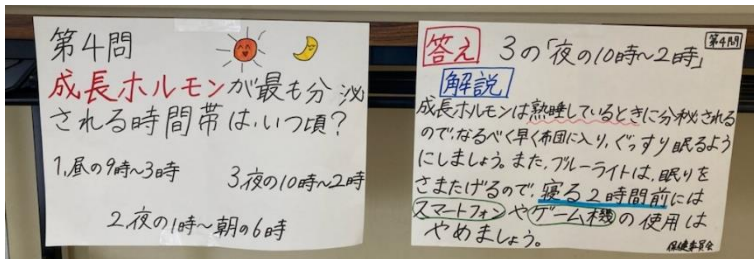 第4問
成長ホルモンが最も分泌
される時間帯は、いつ頃?
1,昼の9時~3時
3,夜の10時~2時
2,夜の1時~朝の6時
第4問
答え 3の「夜の10時~2時」
解説
成長ホルモンは熟睡しているときに分秘される
ので、なるべく早く布団に入り、ぐっすり眠るよう
にしましょう。また、ブルーライトは、眠りを
さまたげるので、寝る2時間前には
スマートフォンやゲーム機の使用は
やめましょう。
保健委員会